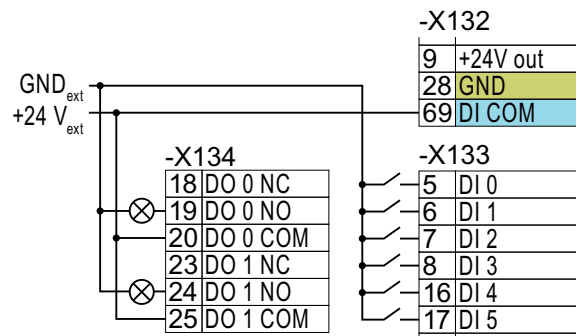 -X132
9 +24V out
28 GND
69 DI COM
GNDext
+24 Vext
-X134
18 DO 0 NC
19 DO 0 NO
20 DO 0 COM
23 DO 1 NC
24 DO 1 NO
25 DO 1 COM
-X133
5 DI 0
6 DI 1
7 DI 2
8 DI 3
16 DI 4
17 DI 5